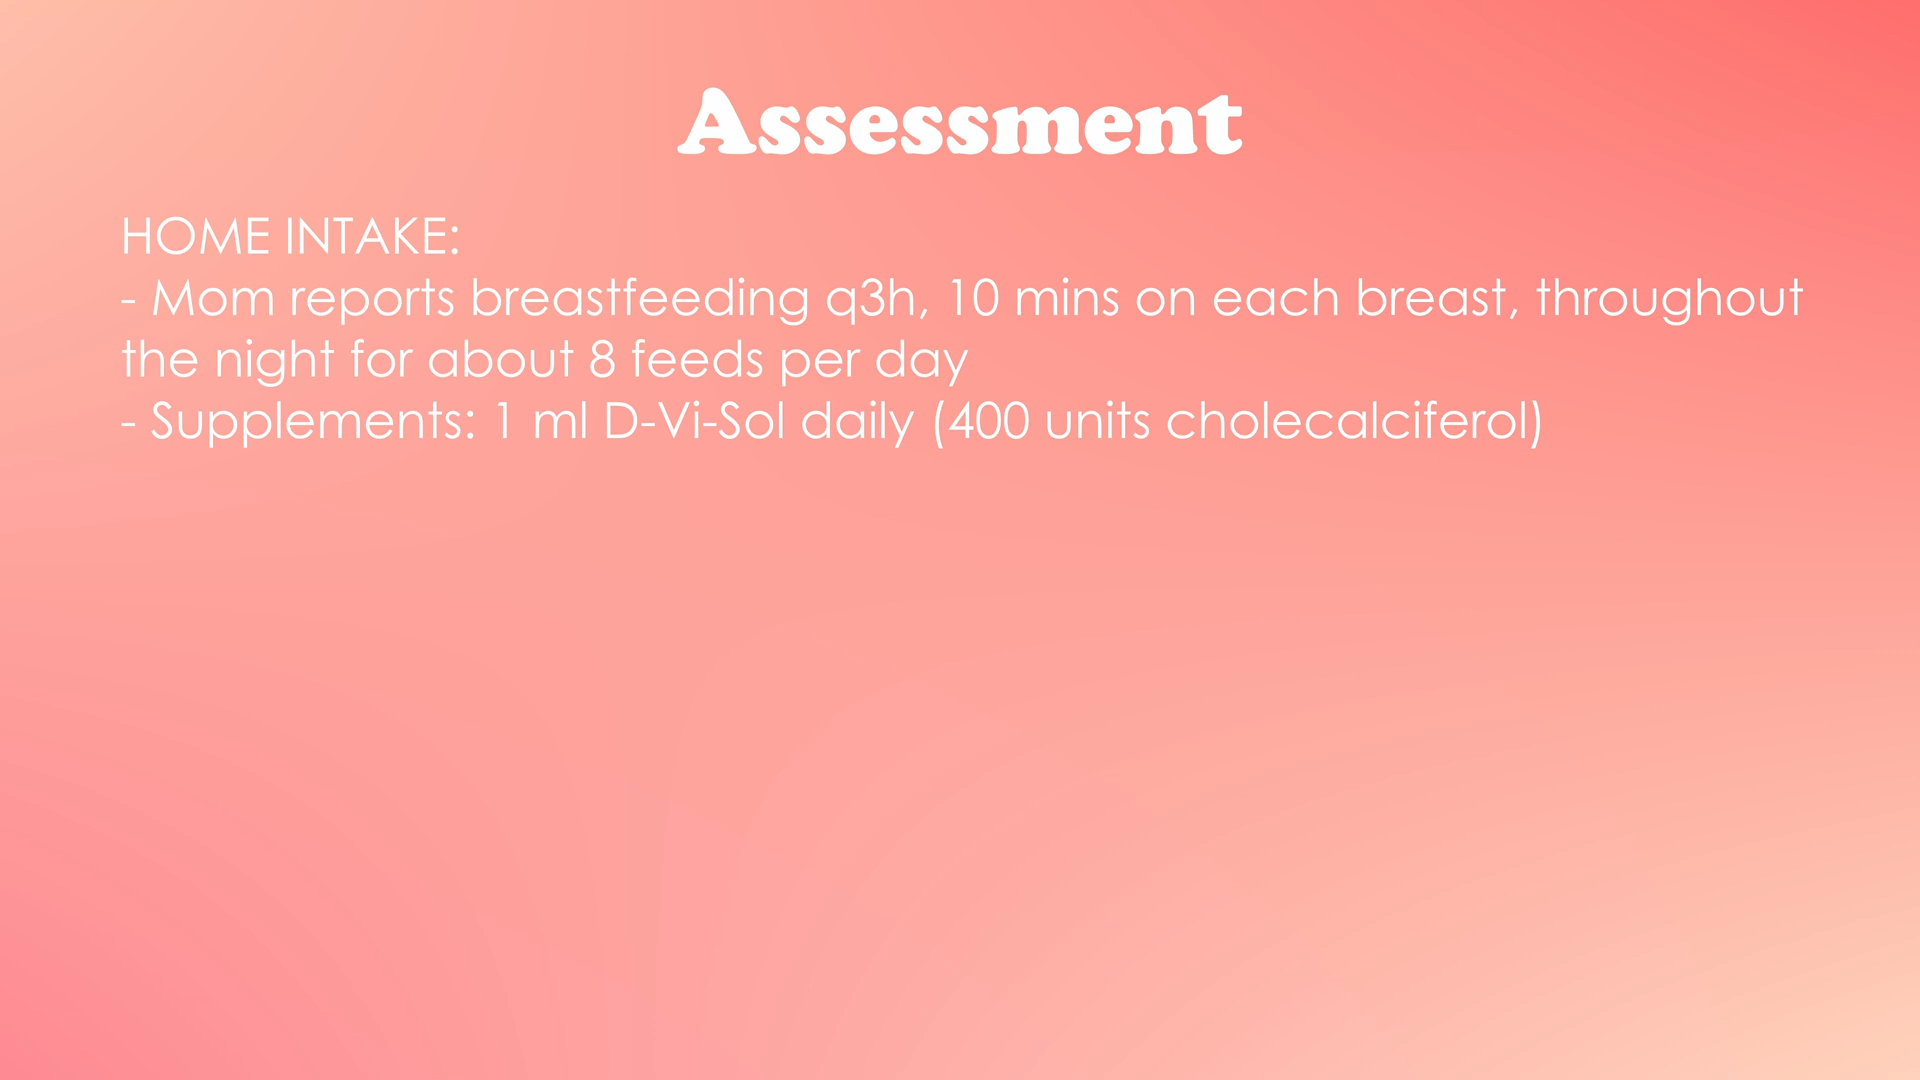 Assessment
HOME INTAKE:
- Mom reports breastfeeding q3h, 10 mins on each breast, throughout
the night for about 8 feeds per day
- Supplements: 1 ml D-Vi-Sol daily (400 units cholecalciferol)